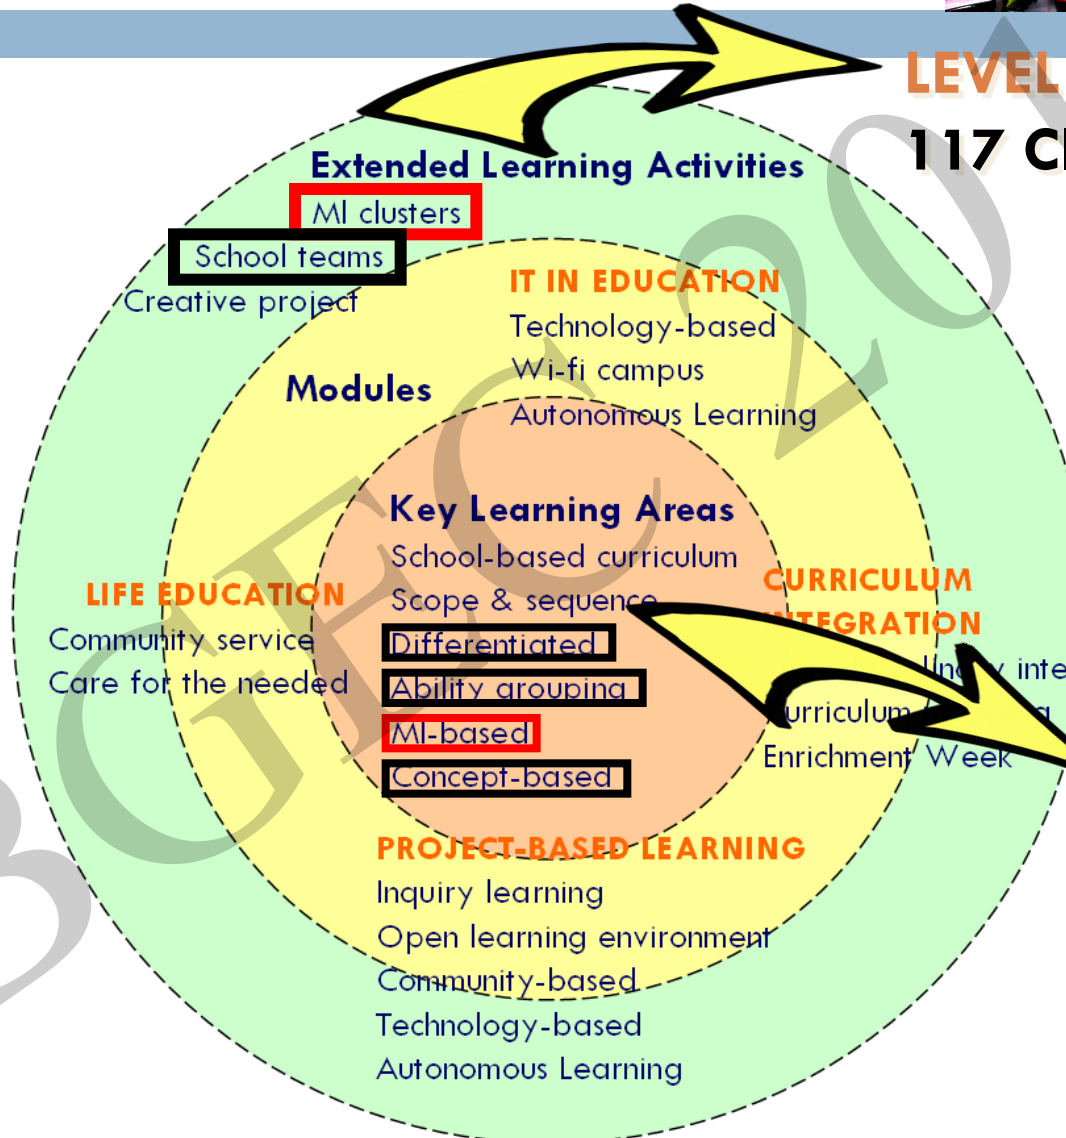 LEVEL
117
Extended Learning Activities
MI clusters
School teams
Creative project
IT IN EDUCATION
Technology-based
Wi-fi campus
Autonomous Learning
Modules
Key Learning Areas
School-based curriculum
Scope & sequence
Differentiated
Ability grouping
MI-based
Concept-based
LIFE EDUCATION
Community service
Care for the needed
CURRICULUM
INTEGRATION
Curriculum
Enrichment Week
PROJECT-BASED LEARNING
Inquiry learning
Open learning environment
Community-based
Technology-based
Autonomous Learning